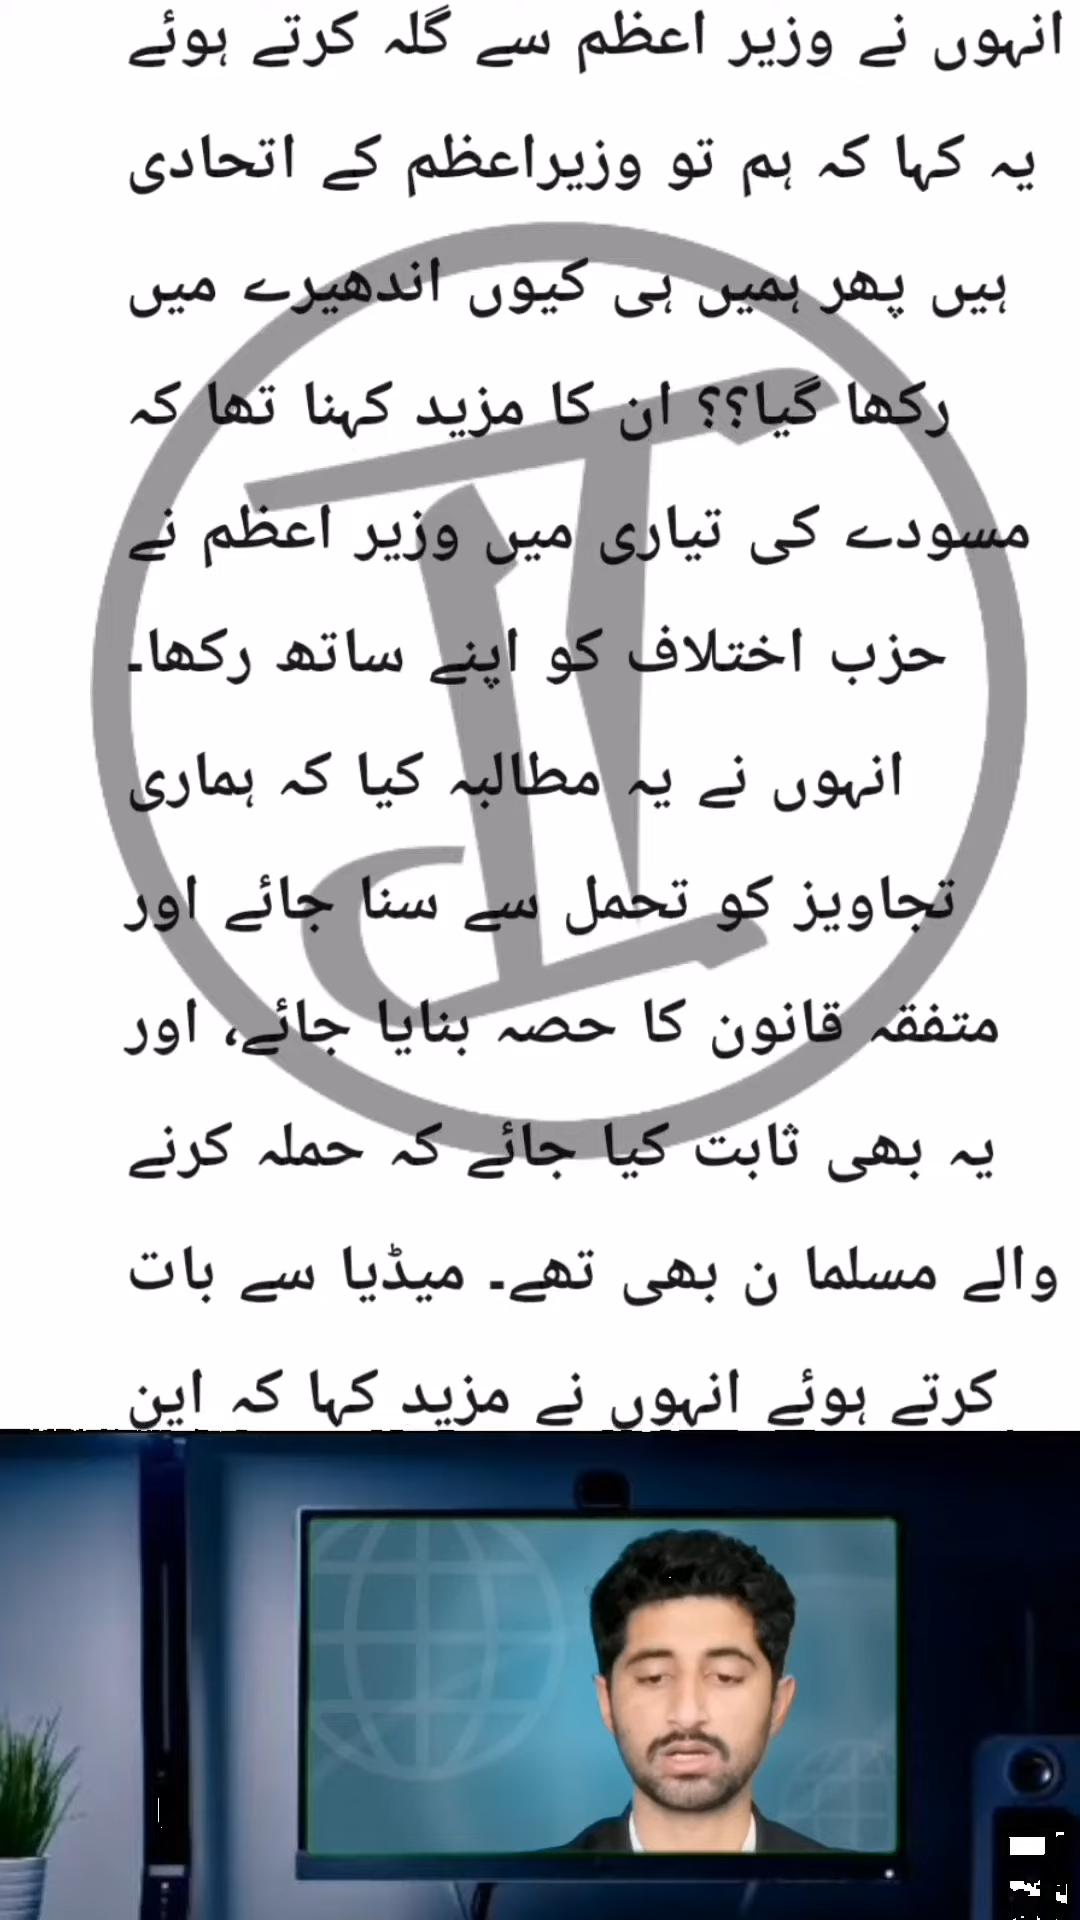 انہوں نے وزیر اعظم سے گلہ کرتے ہوئے
یہ کہا کہ ہم تو وزیراعظم کے اتحادی
ہیں پھر ہمیں ہی کیوں اندھیرے میں
رکھا گیا؟؟ ان کا مزید کہنا تھا کہ
مسودے کی تیاری میں وزیر اعظم نے
حزب اختلاف کو اپنے ساتھ رکھا۔
انہوں نے یہ مطالبہ کیا کہ ہماری
تجاویز کو تحمل سے سنا جائے اور
متفقہ قانون کا حصہ بنایا جائے، اور
یہ بھی ثابت کیا جائے کہ حملہ کرنے
والے مسلما ن بھی تھے۔ میڈیا سے بات
کرتے ہوئے انہوں نے مزید کہا کہ این